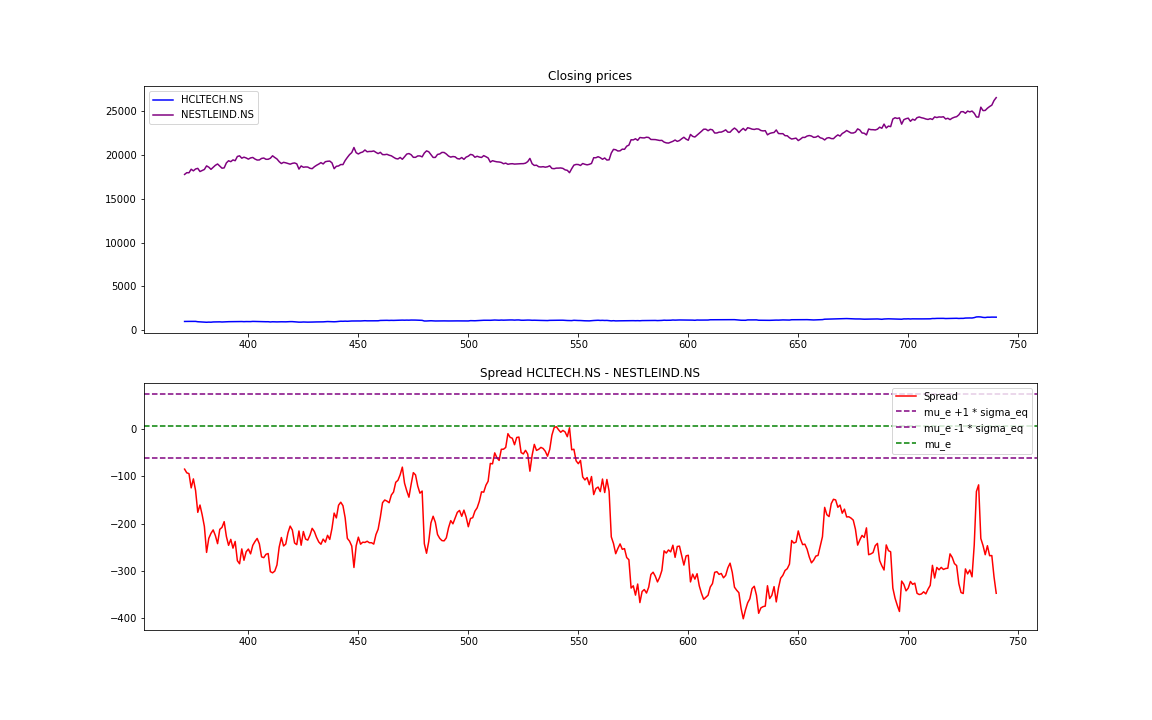 Closing prices
HCLTECH.NS
NESTLEIND.NS
25000
20000
15000
10000
5000
0
400 450 500 550 600 650 700 750
Spread HCLTECH.NS - NESTLEIND.NS
Spread
mu_e +1 * sigma_eq
mu_e -1 * sigma_eq
mu_e
0
−100
−200
−300
−400
400 450 500 550 600 650 700 750